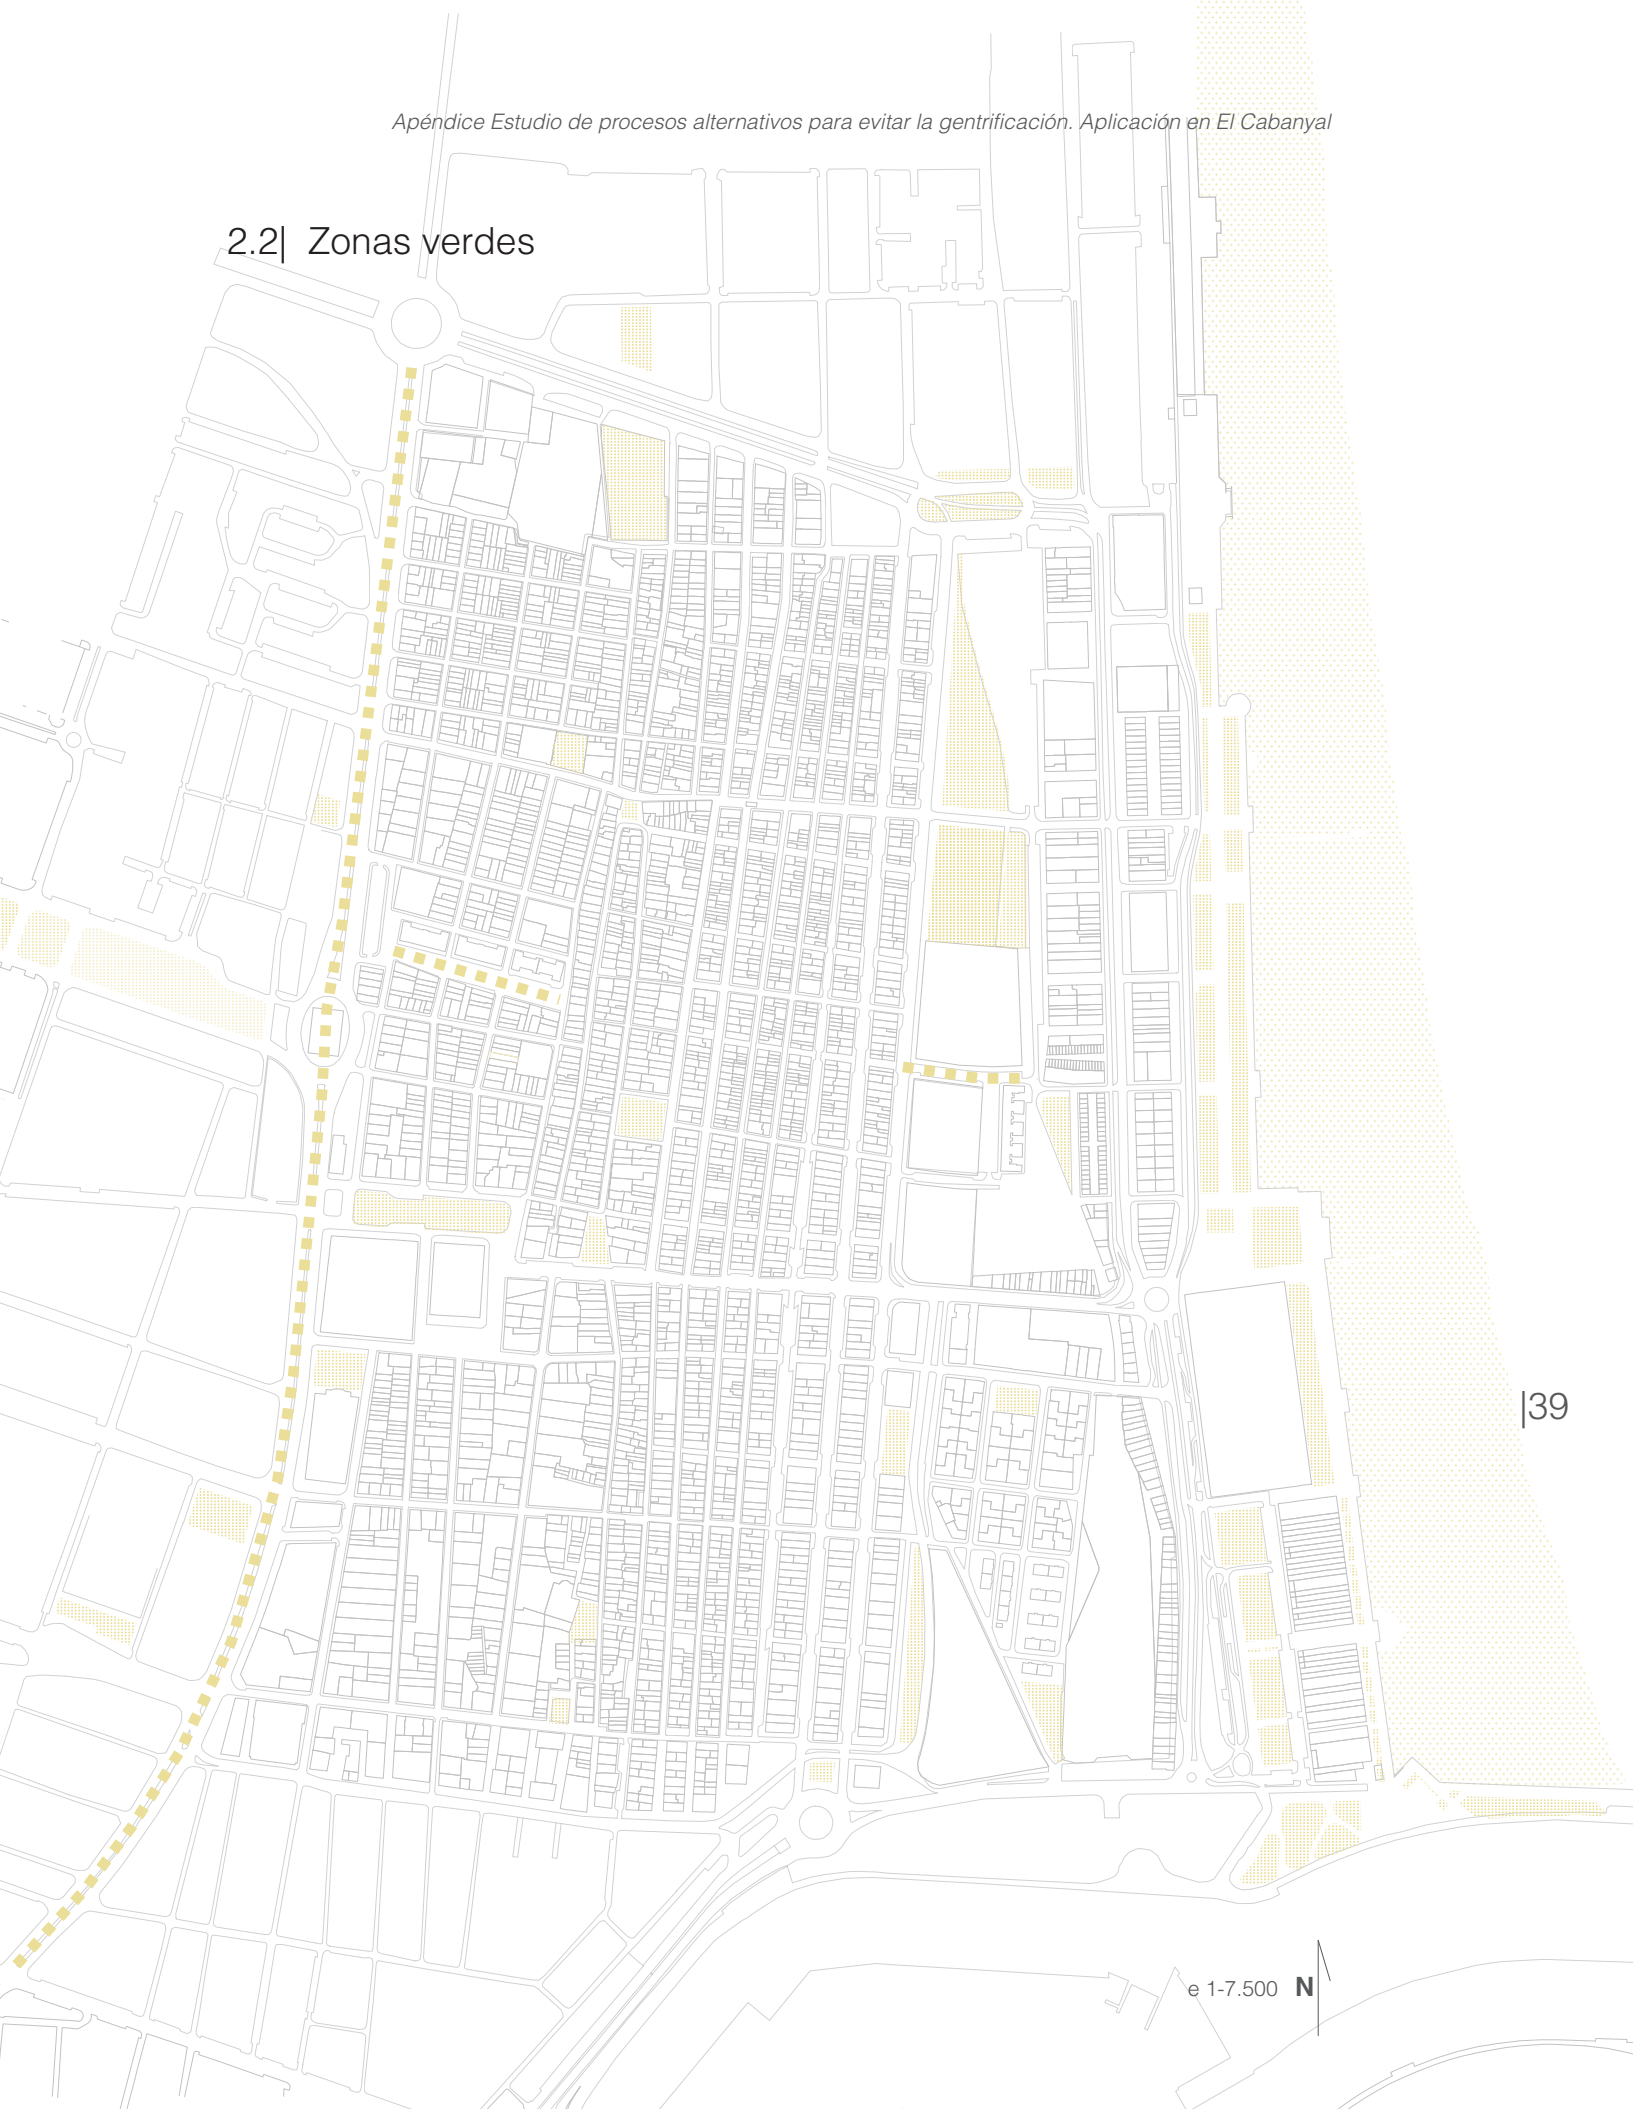 Apéndice Estudio de procesos alternativos para evitar la gentrificación. Aplicación en El Cabanyal
2.2| Zonas verdes
|39
e 1-7.500 N